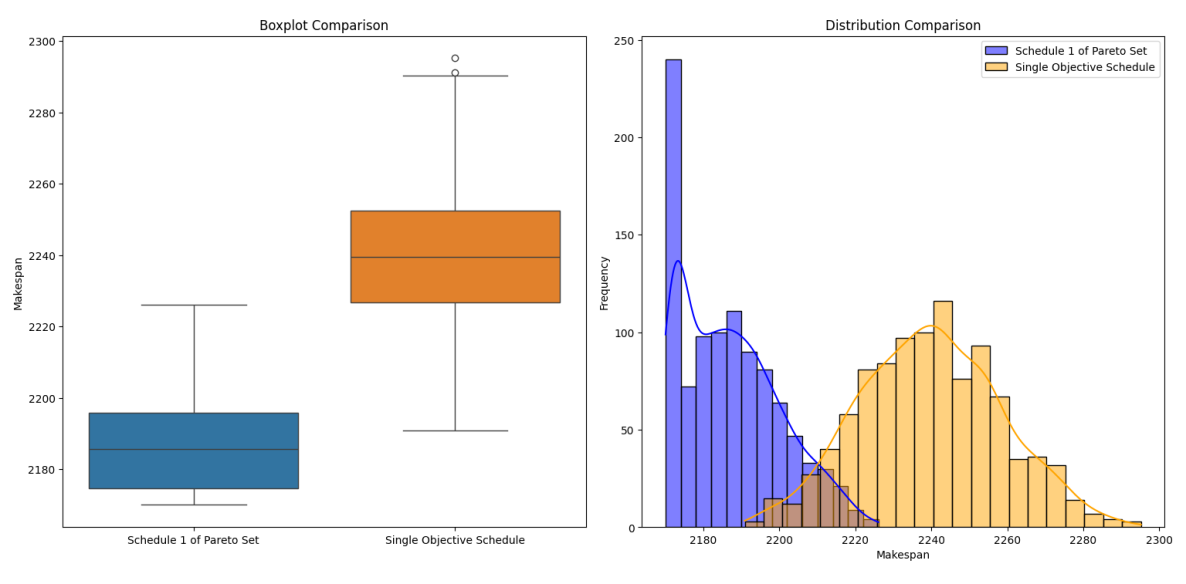 Boxplot Comparison
Makespan
2300
2280
2260
2240
2220
2200
2180
Schedule 1 of Pareto Set
Single Objective Schedule
Distribution Comparison
Schedule 1 of Pareto Set
Single Objective Schedule
Frequency
250
200
150
100
50
0
2180
2200
2220
2240
2260
2280
2300
Makespan